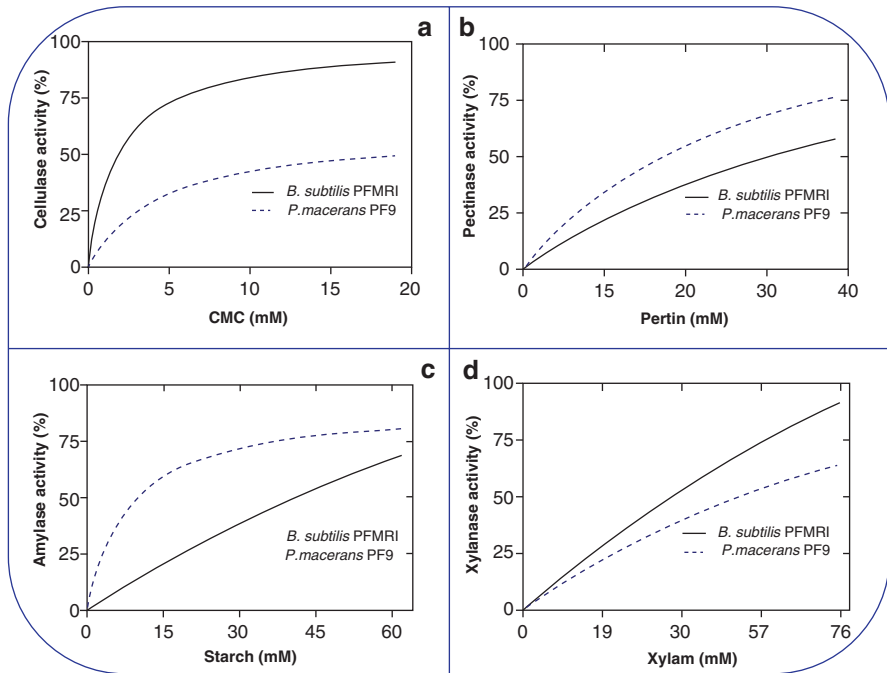 a
100
75
50
25
0
Cellulase activity (%)
B. subtilis PFMRI
P.macerans PF9
0 5 10 15 20
CMC (mM)
b
100
75
50
25
0
Pectinase activity (%)
B. subtilis PFMRI
P.macerans PF9
0 15 20 30 40
Pertin (mM)
c
100
75
50
25
0
Amylase activity (%)
B. subtilis PFMRI
P.macerans PF9
0 15 30 45 60
Starch (mM)
d
100
75
50
25
0
Xylanase activity (%)
B. subtilis PFMRI
P.macerans PF9
0 19 30 57 76
Xylam (mM)